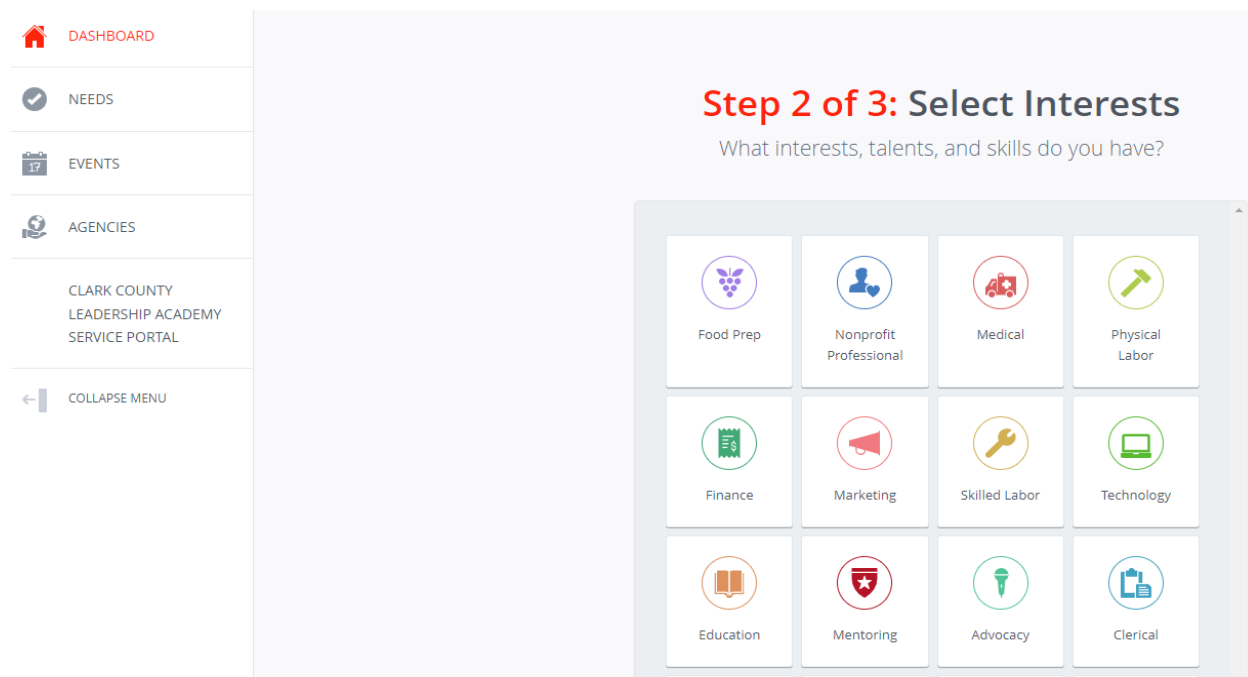 DASHBOARD
NEEDS
17
EVENTS
AGENCIES
CLARK COUNTY
LEADERSHIP ACADEMY
SERVICE PORTAL
COLLAPSE MENU
Step 2 of 3: Select Interests
What interests, talents, and skills do you have?
Food Prep
Nonprofit
Professional
Medical
Physical
Labor
$
Finance
Marketing
Skilled Labor
Technology
Education
Mentoring
Advocacy
Clerical